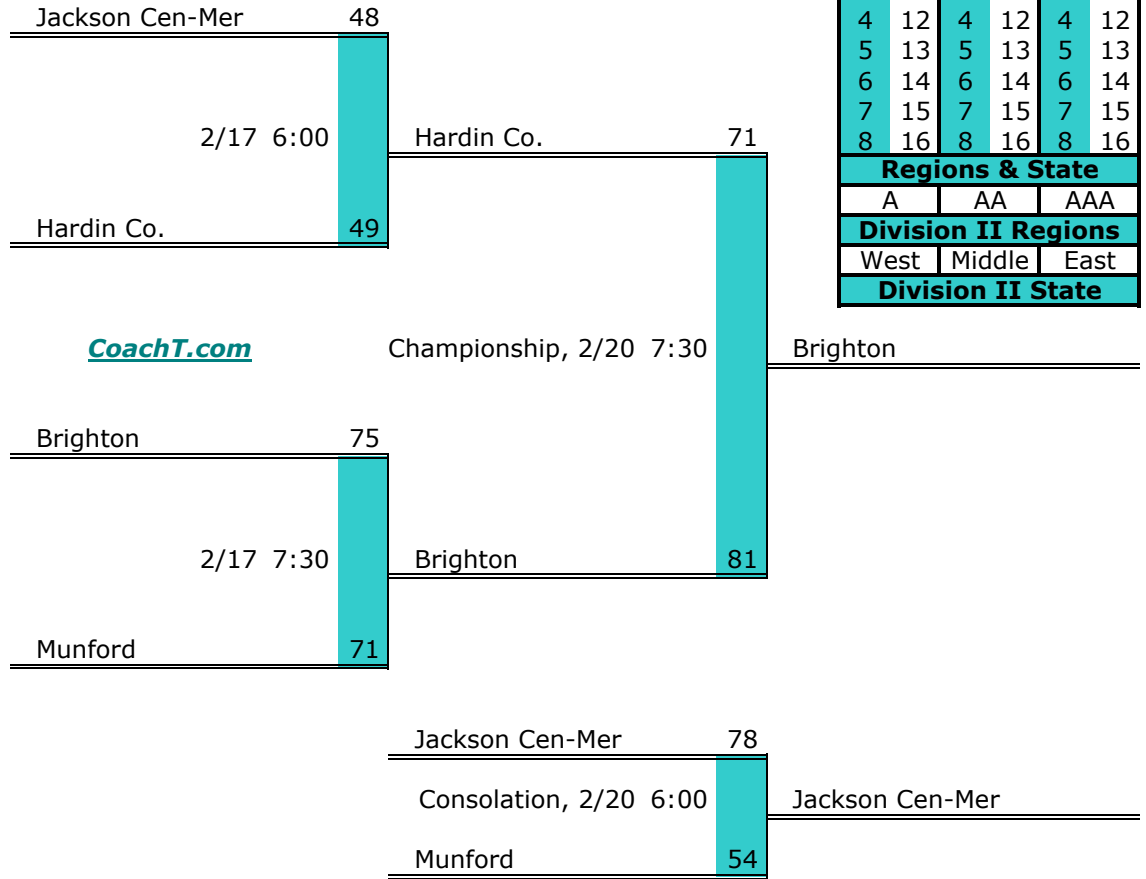 Jackson Cen-Mer 48
4 12 4 12 4 12
5 13 5 13 5 13
6 14 6 14 6 14
7 15 7 15 7 15
2/17 6:00 Hardin Co. 71
8 16 8 16 8 16
Regions & State
A AA AAA
Hardin Co. 49
Division II Regions
West Middle East
Division II State
CoachT.com Championship, 2/20 7:30 Brighton
Brighton 75
2/17 7:30 Brighton 81
Munford 71
Jackson Cen-Mer 78
Consolation, 2/20 6:00 Jackson Cen-Mer
Munford 54